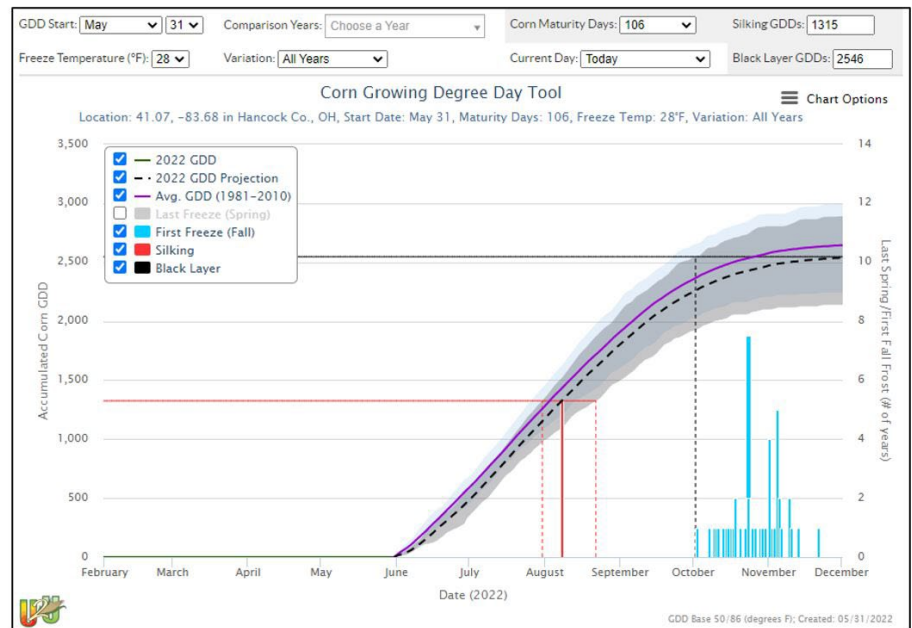 GDD Start: May 31 Comparison Years: Choose a Year Corn Maturity Days: 106 Silking GDDs: 1315
Freeze Temperature (°F): 28 Variation: All Years Current Day: Today Black Layer GDDs: 2546
Corn Growing Degree Day Tool
Chart Options
Location: 41.07, -83.68 in Hancock Co., OH, Start Date: May 31, Maturity Days: 106, Freeze Temp: 28°F, Variation: All Years
2022 GDD
2022 GDD Projection
Avg. GDD (1981-2010)
Last Freeze (Spring)
First Freeze (Fall)
Silking
Black Layer
Accumulated Corn GDD
3,500
3,000
2,500
2,000
1,500
1,000
500
0
14
12
10
8
6
4
2
0
Last Spring/First Fall Frost (# of years)
February March April May June July August September October November December
Date (2022)
GDD Base 50/86 (degrees F); Created: 05/31/2022
U2U